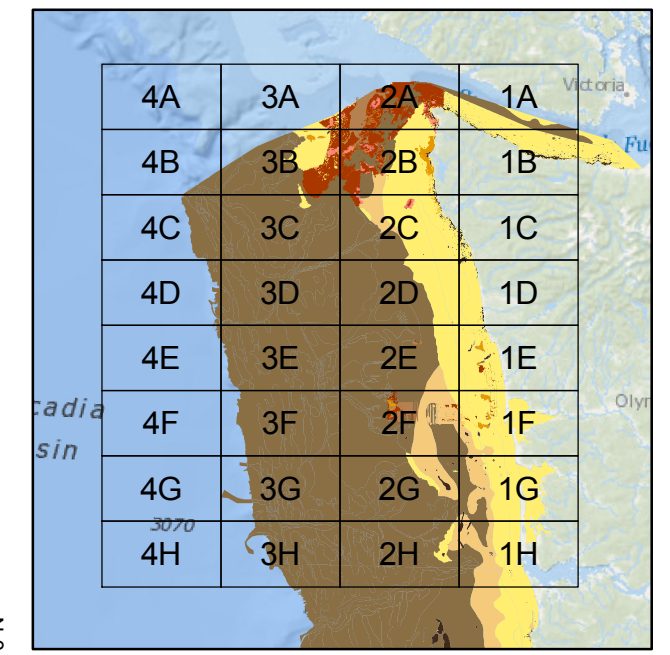 Victoria
4A 3A 2A 1A
Fu
4B 3B 2B 1B
4C 3C 2C 1C
4D 3D 2D 1D
4E 3E 2E 1E
cadia
Olyn
4F 3F 2F 1F
sin
4G 3G 2G 1G
3070
4H 3H 2H 1H